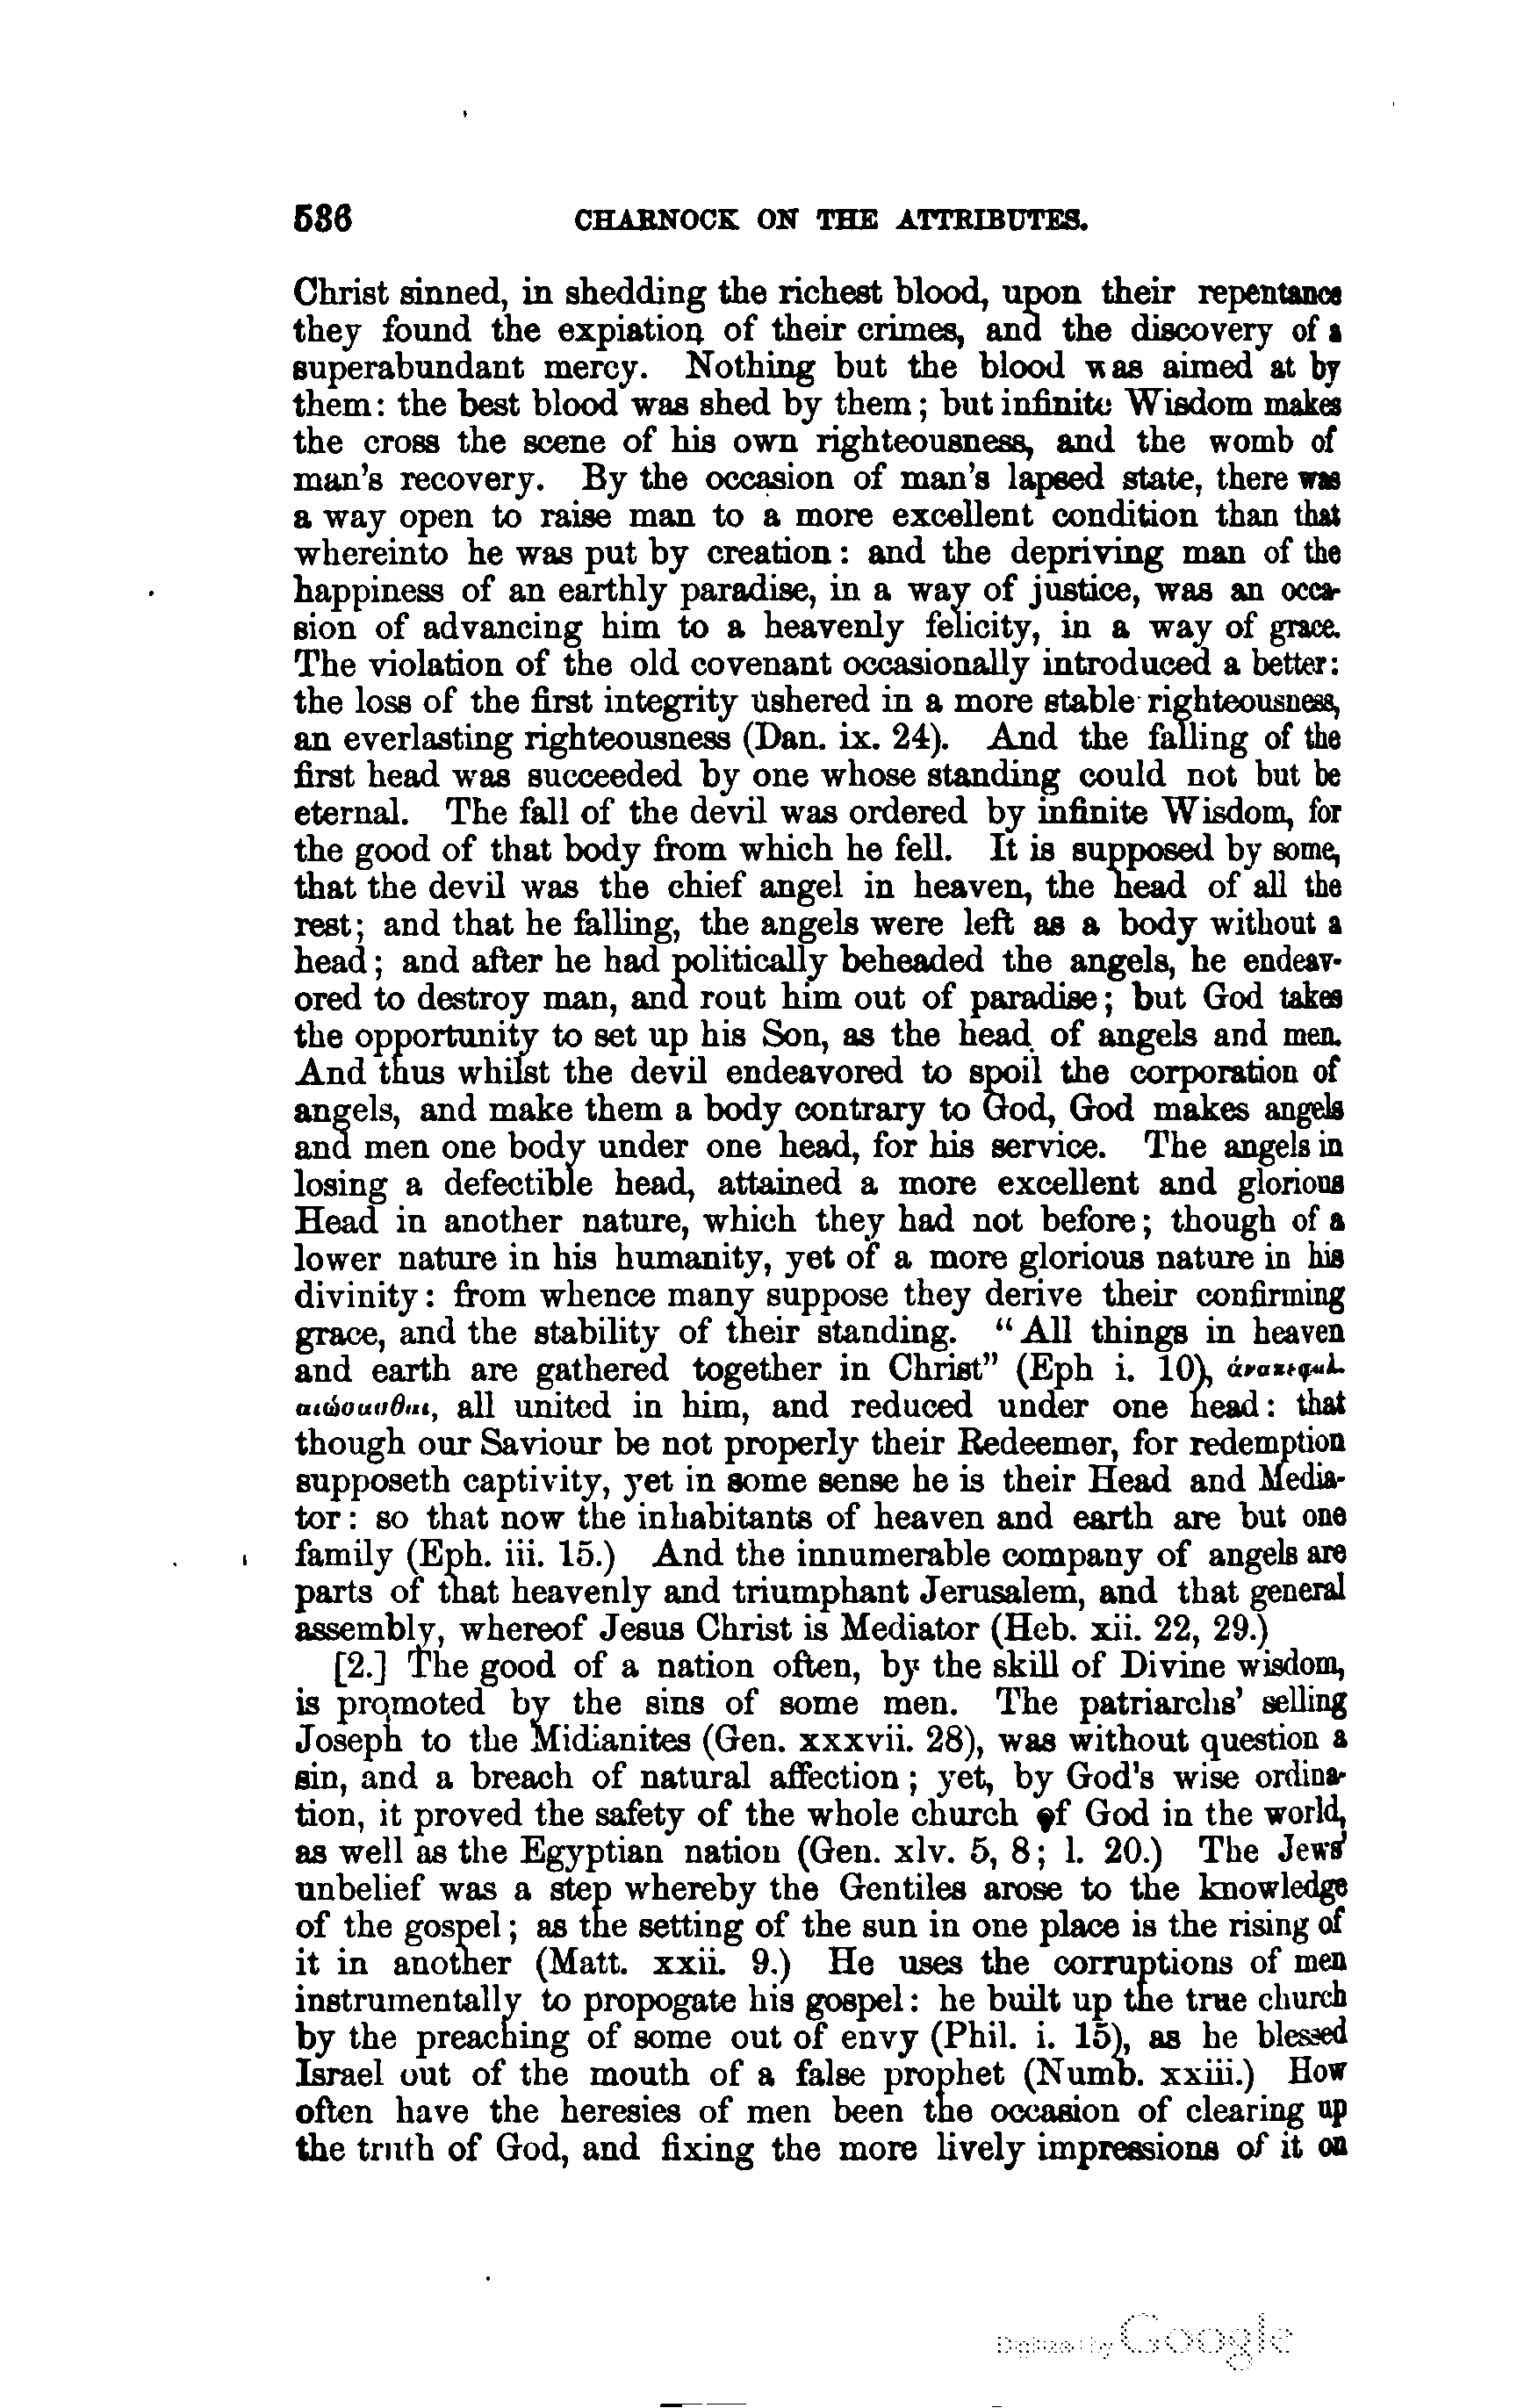 536 CHARNOCK ON THE ATTRIBUTES.
Christ sinned, in shedding the richest blood, upon their repentance
they found the expiation of their crimes, and the discovery of a
superabundant mercy. Nothing but the blood was aimed at by
them: the best blood was shed by them; but infinite Wisdom makes
the cross the scene of his own righteousness, and the womb of
man's recovery. By the occasion of man's lapsed state, there was
a way open to raise man to a more excellent condition than that
whereinto he was put by creation: and the depriving man of the
happiness of an earthly paradise, in a way of justice, was an occa-
sion of advancing him to a heavenly felicity, in a way of grace.
The violation of the old covenant occasionally introduced a better:
the loss of the first integrity ushered in a more stable righteousness,
an everlasting righteousness (Dan. ix. 24). And the falling of the
first head was succeeded by one whose standing could not but be
eternal. The fall of the devil was ordered by infinite Wisdom, for
the good of that body from which he fell. It is supposed by some,
that the devil was the chief angel in heaven, the head of all the
rest; and that he falling, the angels were left as a body without a
head; and after he had politically beheaded the angels, he endeav-
ored to destroy man, and rout him out of paradise; but God takes
the opportunity to set up his Son, as the head of angels and men.
And thus whilst the devil endeavored to spoil the corporation of
angels, and make them a body contrary to God, God makes angels
and men one body under one head, for his service. The angels in
losing a defectible head, attained a more excellent and glorious
Head in another nature, which they had not before; though of a
lower nature in his humanity, yet of a more glorious nature in his
divinity: from whence many suppose they derive their confirming
grace, and the stability of their standing. "All things in heaven
and earth are gathered together in Christ" (Eph i. 10), ἀνακεφαλ-
αιώσασθαι, all united in him, and reduced under one head: that
though our Saviour be not properly their Redeemer, for redemption
supposeth captivity, yet in some sense he is their Head and Media-
tor: so that now the inhabitants of heaven and earth are but one
family (Eph. iii. 15.) And the innumerable company of angels are
parts of that heavenly and triumphant Jerusalem, and that general
assembly, whereof Jesus Christ is Mediator (Heb. xii. 22, 29.)
[2.] The good of a nation often, by the skill of Divine wisdom,
is promoted by the sins of some men. The patriarchs' selling
Joseph to the Midianites (Gen. xxxvii. 28), was without question a
sin, and a breach of natural affection; yet, by God's wise ordina-
tion, it proved the safety of the whole church of God in the world,
as well as the Egyptian nation (Gen. xlv. 5, 8; l. 20.) The Jews'
unbelief was a step whereby the Gentiles arose to the knowledge
of the gospel; as the setting of the sun in one place is the rising of
it in another (Matt. xxii. 9.) He uses the corruptions of men
instrumentally to propogate his gospel: he built up the true church
by the preaching of some out of envy (Phil. i. 15), as he blessed
Israel out of the mouth of a false prophet (Numb. xxiii.) How
often have the heresies of men been the occasion of clearing up
the truth of God, and fixing the more lively impressions of it on
Digitized by Google